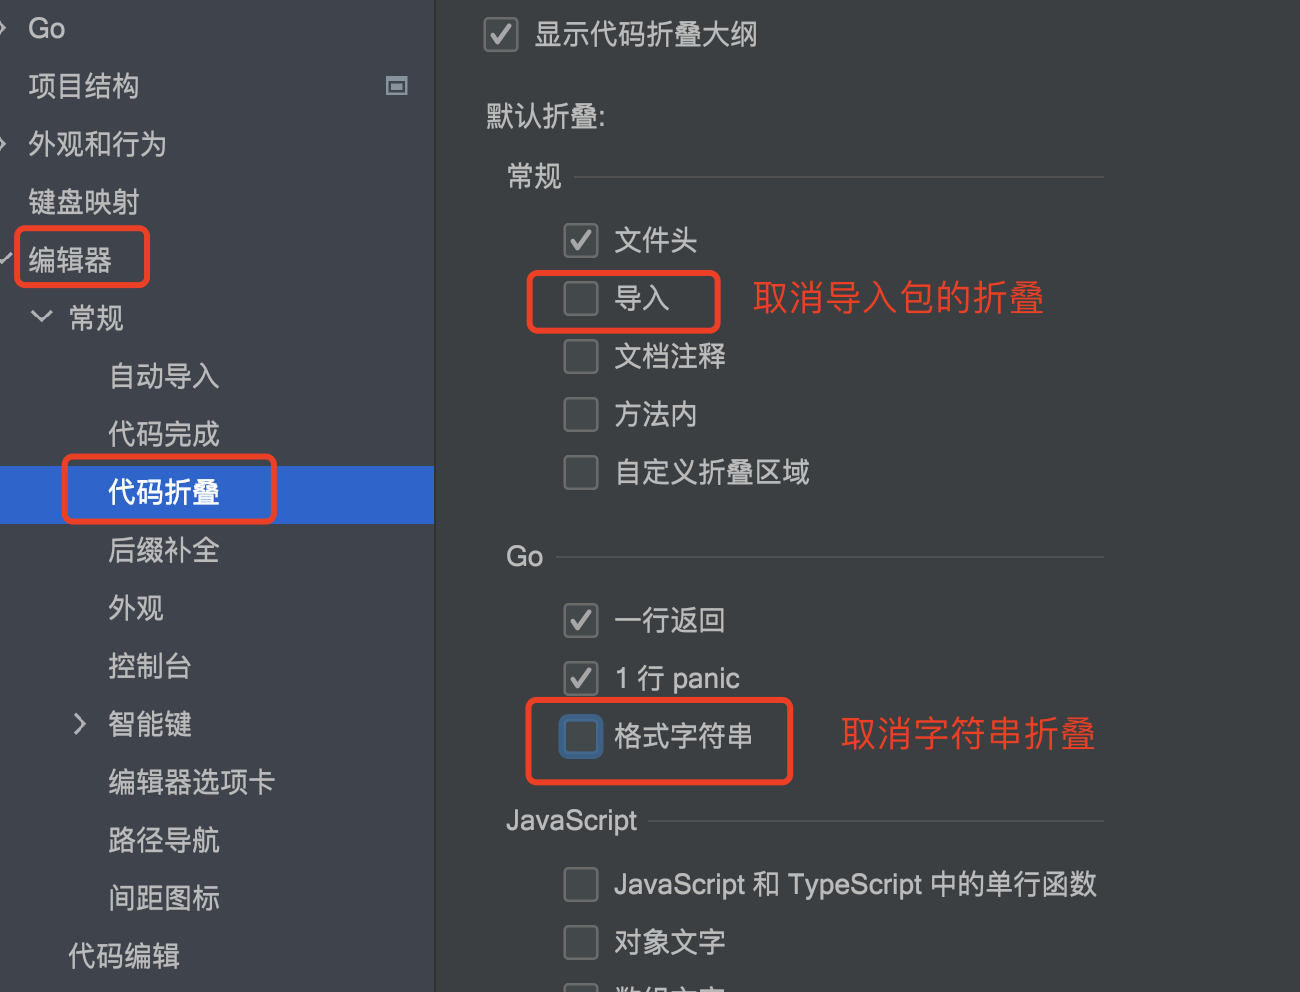 Go
项目结构
外观和行为
键盘映射
编辑器
常规
自动导入
代码完成
代码折叠
后缀补全
外观
控制台
智能键
编辑器选项卡
路径导航
间距图标
代码编辑
显示代码折叠大纲
默认折叠:
常规
文件头
导入
取消导入包的折叠
文档注释
方法内
自定义折叠区域
Go
一行返回
1 行 panic
格式字符串
取消字符串折叠
JavaScript
JavaScript 和 TypeScript 中的单行函数
对象文字
数组文字